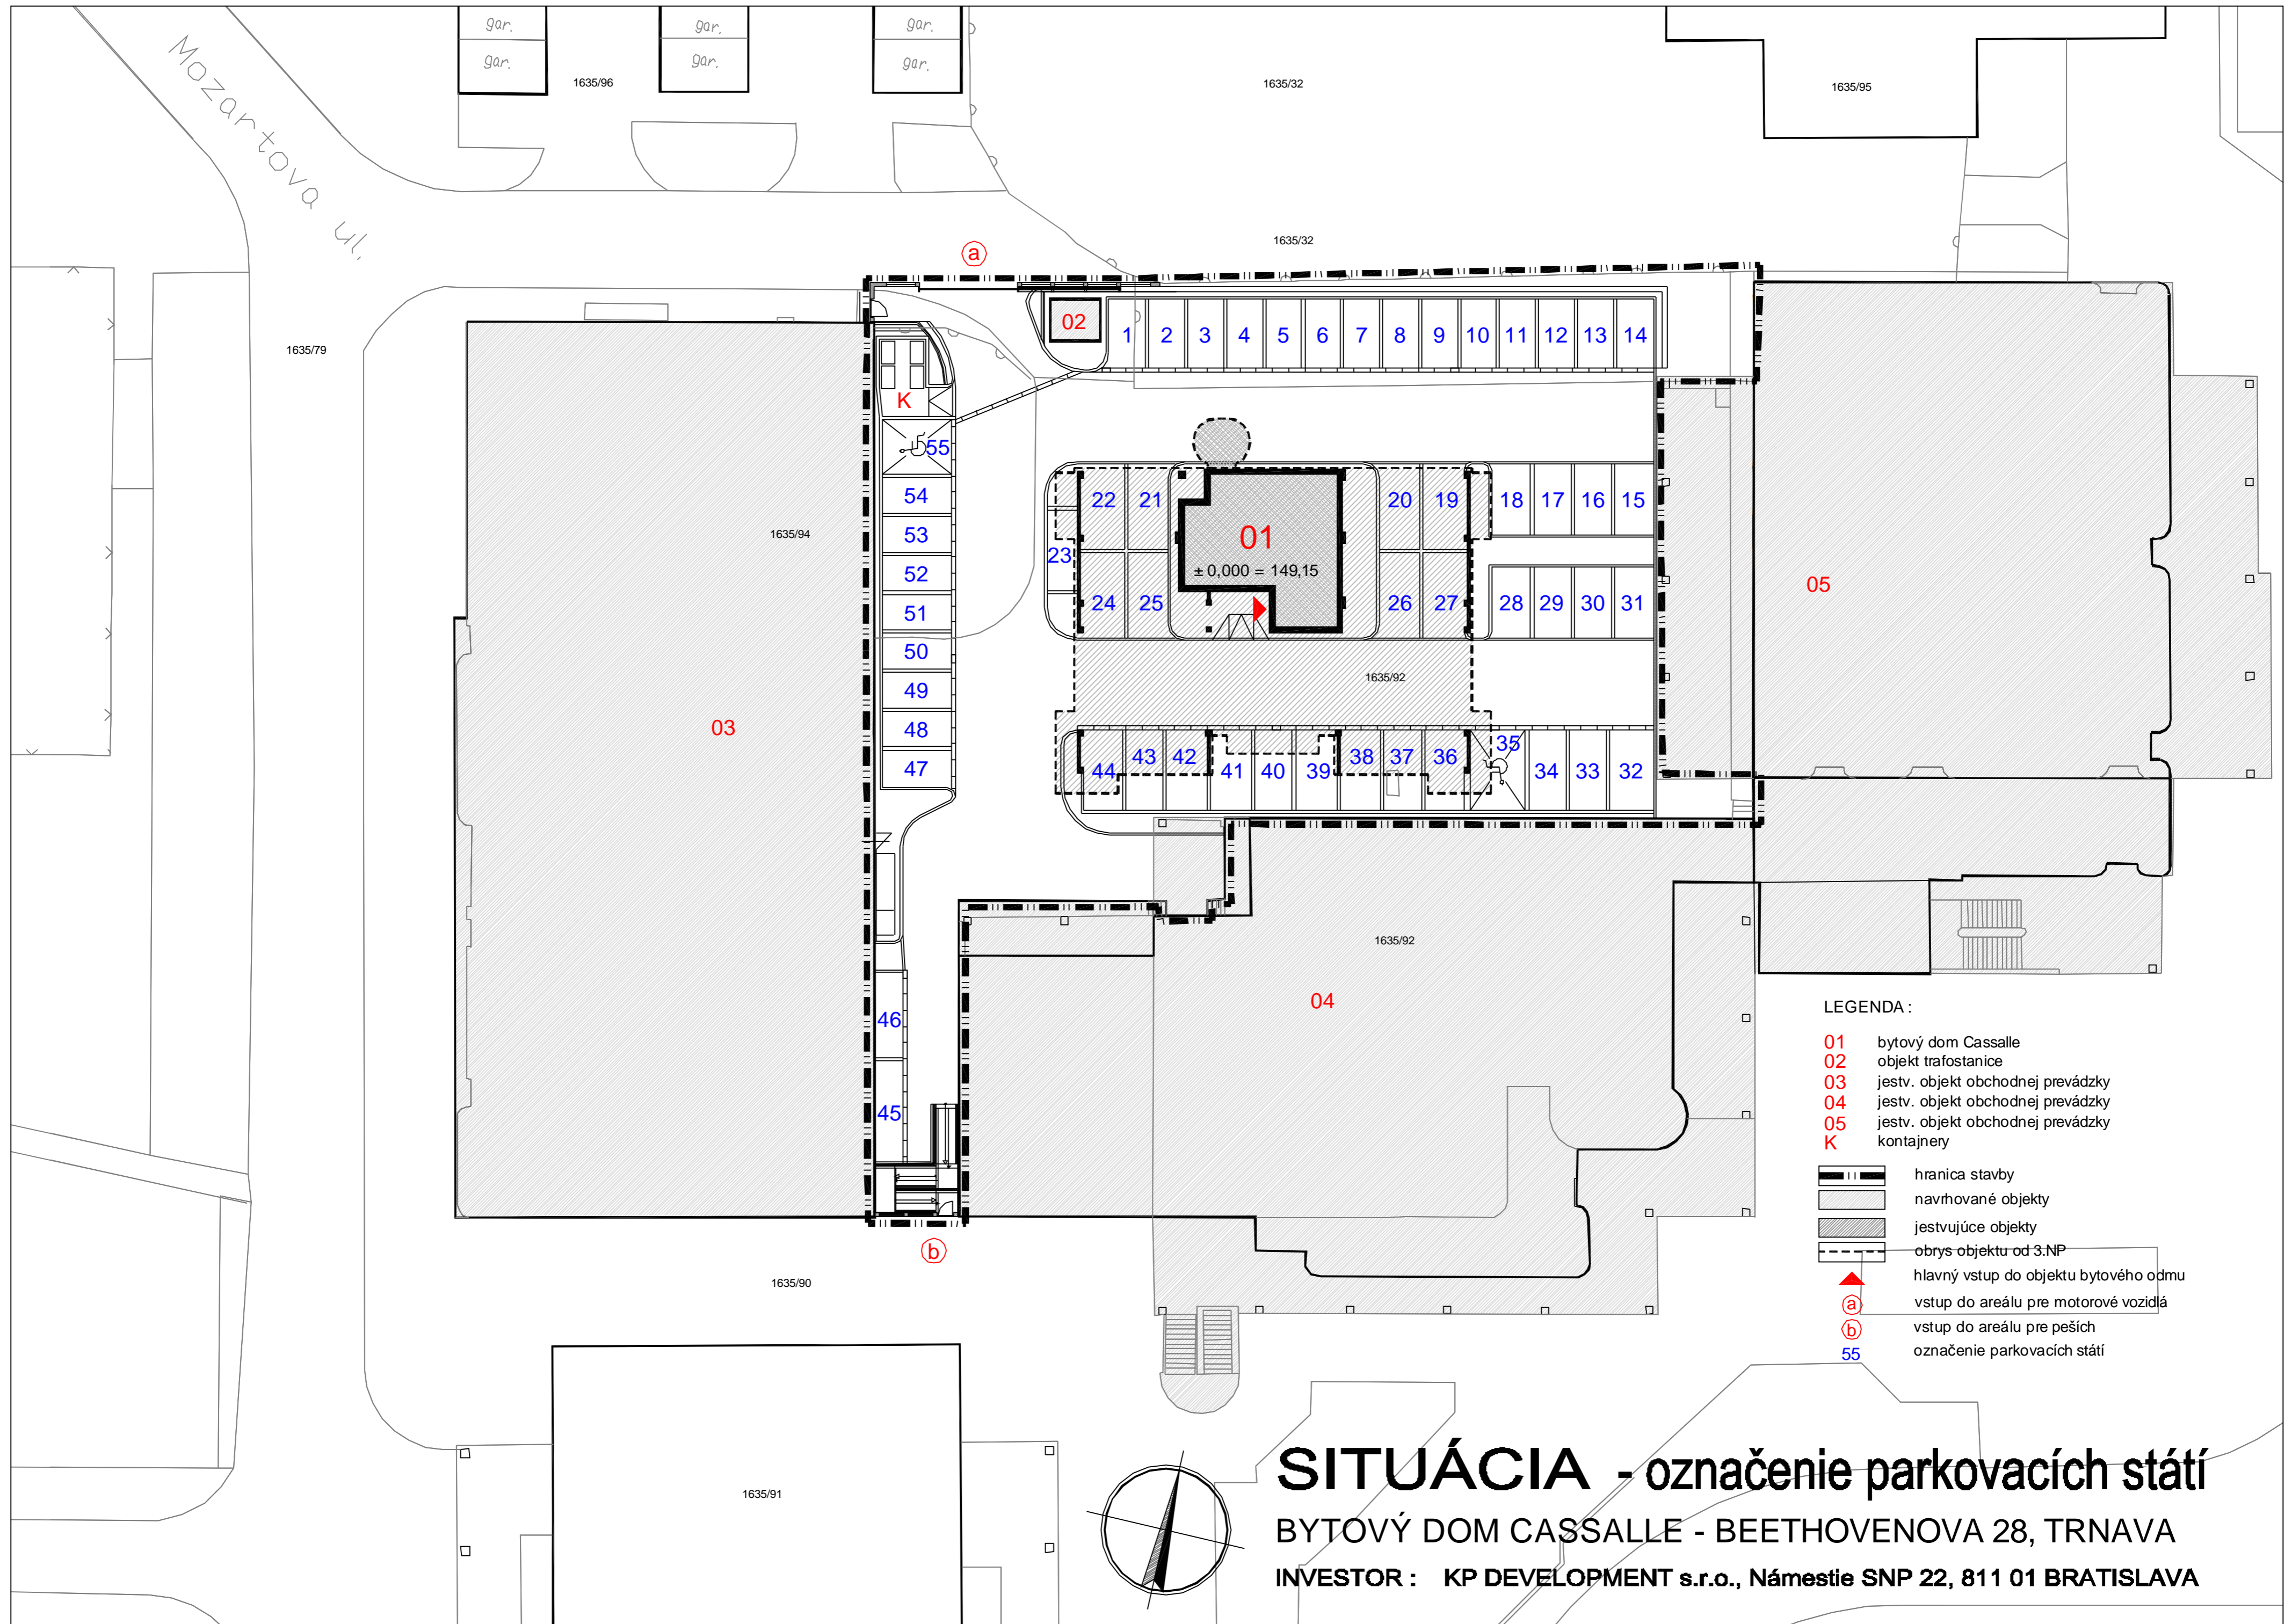 gar. gar. gar.
gar. gar. gar.
1635/96 1635/32 1635/95
Mozartova ul.
1635/32
a
1635/79
02 1 2 3 4 5 6 7 8 9 10 11 12 13 14
K
55
54 22 21 20 19 18 17 16 15
53 01
1635/94
23
52 ± 0,000 = 149,15
05
51 24 25 26 27 28 29 30 31
50
1635/92
49
03 48
47 44 43 42 41 40 39 38 37 36 35 34 33 32
1635/92
04
46
45
b
1635/90
1635/91
LEGENDA :
01 bytový dom Cassalle
02 objekt trafostanice
03 jestv. objekt obchodnej prevádzky
04 jestv. objekt obchodnej prevádzky
05 jestv. objekt obchodnej prevádzky
K kontajnery
hranica stavby
navrhované objekty
jestvujúce objekty
obrys objektu od 3.NP
hlavný vstup do objektu bytového odmu
a vstup do areálu pre motorové vozidlá
b vstup do areálu pre peších
55 označenie parkovacích státí
SITUÁCIA - označenie parkovacích státí
BYTOVÝ DOM CASSALLE - BEETHOVENOVA 28, TRNAVA
INVESTOR : KP DEVELOPMENT s.r.o., Námestie SNP 22, 811 01 BRATISLAVA